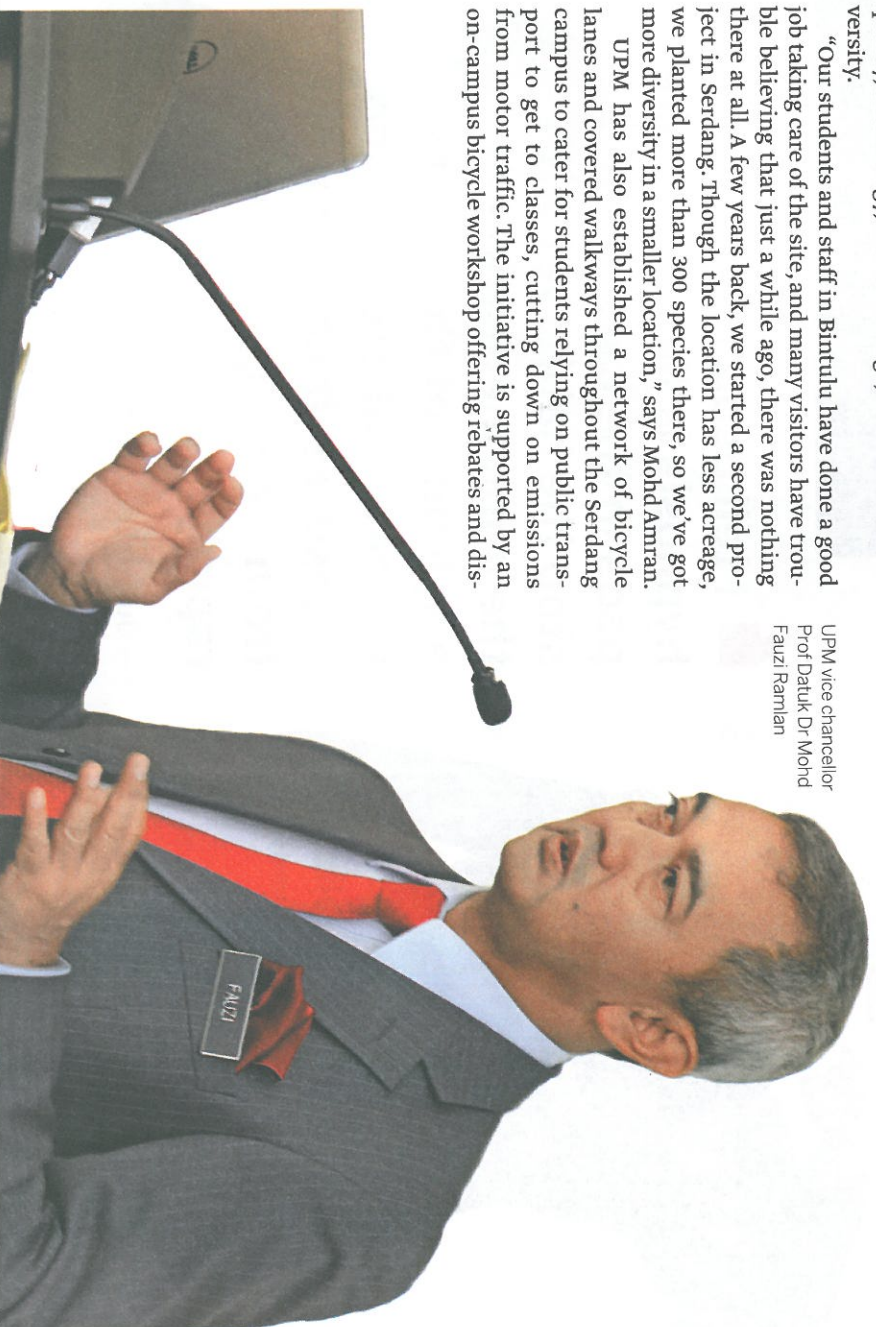 versity.
“Our students and staff in Bintulu have done a good
job taking care of the site, and many visitors have trou-
ble believing that just a while ago, there was nothing
there at all. A few years back, we started a second pro-
ject in Serdang. Though the location has less acreage,
we planted more than 300 species there, so we’ve got
more diversity in a smaller location,” says Mohd Amran.
UPM has also established a network of bicycle
lanes and covered walkways throughout the Serdang
campus to cater for students relying on public trans-
port to get to classes, cutting down on emissions
from motor traffic. The initiative is supported by an
on-campus bicycle workshop offering rebates and dis-
UPM vice chancellor
Prof Datuk Dr Mohd
Fauzi Ramlan
FAUZI